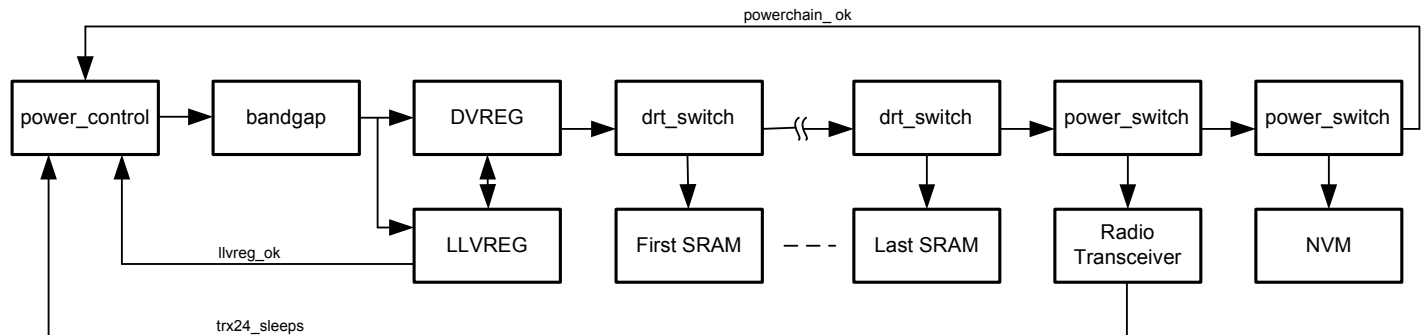 powerchain_ ok
power_control
bandgap
DVREG
drt_switch
drt_switch
power_switch
power_switch
LLVREG
First SRAM
Last SRAM
Radio
Transceiver
NVM
llvreg_ok
trx24_sleeps